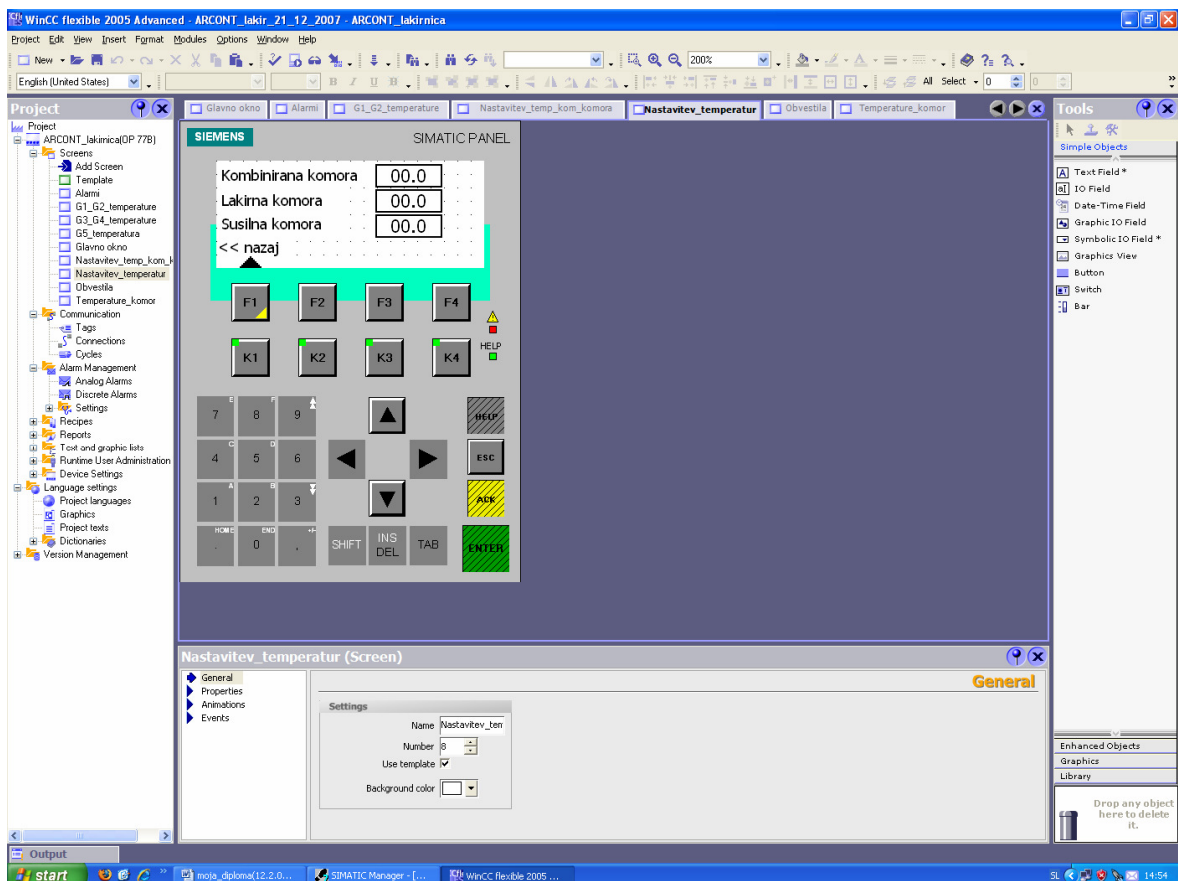 WinCC flexible 2005 Advanced - ARCONT_lakir_21_12_2007 - ARCONT_lakirnica
Project Edit View Insert Format Modules Options Window Help
New 200%
English (United States) B I U All Select 0 0
Project
Project
ARCONT_lakirnica(OP 77B)
Screens
Add Screen
Template
Alarmi
G1_G2_temperature
G3_G4_temperature
G5_temperatura
Glavno okno
Nastavitev_temp_kom_k
Nastavitev_temperatur
Obvestila
Temperature_komor
Communication
Tags
Connections
Cycles
Alarm Management
Analog Alarms
Discrete Alarms
Settings
Recipes
Reports
Text and graphic lists
Runtime User Administration
Device Settings
Language settings
Project languages
Graphics
Project texts
Dictionaries
Version Management
Glavno okno Alarmi G1_G2_temperature Nastavitev_temp_kom_komora Nastavitev_temperatur Obvestila Temperature_komor
SIEMENS SIMATIC PANEL
Kombinirana komora 00.0
Lakirna komora 00.0
Susilna komora 00.0
<< nazaj
F1 F2 F3 F4
HELP
K1 K2 K3 K4
E F
7 8 9 HELP
C D
4 5 6 ESC
A B
1 2 3 ACK
HOME END +/-
. 0 , SHIFT INS DEL TAB ENTER
Nastavitev_temperatur (Screen)
General
Properties
Animations
Events
General
Settings
Name Nastavitev_tem
Number 8
Use template
Background color
Tools
Simple Objects
Text Field *
IO Field
Date-Time Field
Graphic IO Field
Symbolic IO Field *
Graphics View
Button
Switch
Bar
Enhanced Objects
Graphics
Library
Drop any object
here to delete
it.
Output
start moja_diploma(12.2.0... SIMATIC Manager - [... WinCC flexible 2005 ... SL 14:54